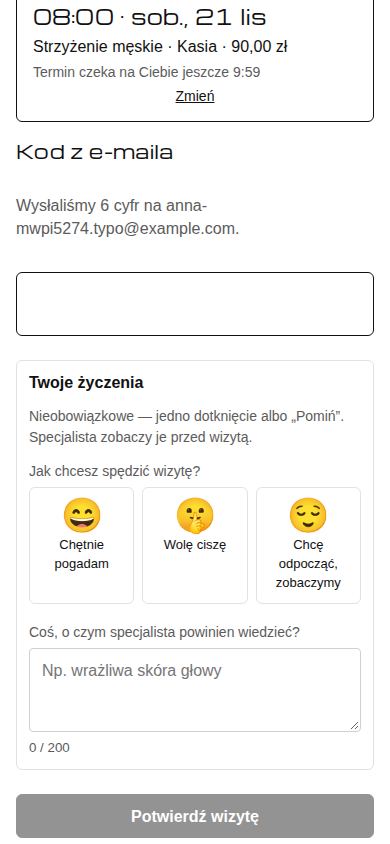 08:00 · sob., 21 lis
Strzyżenie męskie · Kasia · 90,00 zł
Termin czeka na Ciebie jeszcze 9:59
Zmień
Kod z e-maila
Wysłaliśmy 6 cyfr na anna-
mwpi5274.typo@example.com.
Twoje życzenia
Nieobowiązkowe — jedno dotknięcie albo „Pomiń”.
Specjalista zobaczy je przed wizytą.
Jak chcesz spędzić wizytę?
Chętnie
pogadam
Wolę ciszę
Chcę
odpocząć,
zobaczymy
Coś, o czym specjalista powinien wiedzieć?
Np. wrażliwa skóra głowy
0 / 200
Potwierdź wizytę